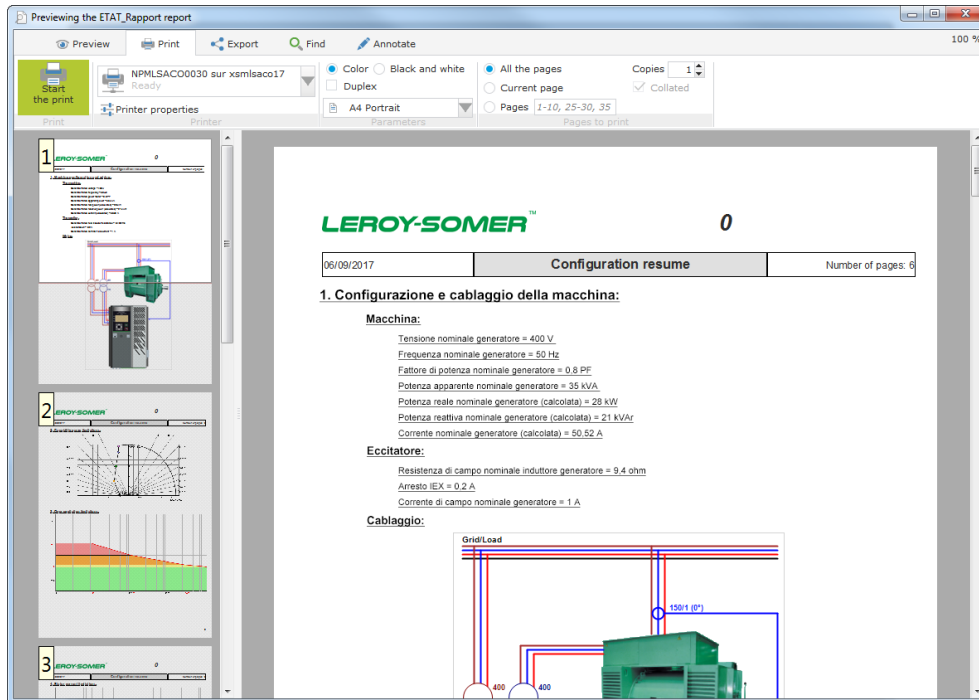 Previewing the ETAT_Rapport report
Preview
Print
Export
Find
Annotate
100 %
Start
the print
Print
NPMLSACO0030 sur xsmlsaco17
Ready
Printer properties
Printer
Color
Black and white
Duplex
A4 Portrait
Parameters
All the pages
Copies
1
Current page
Collated
Pages
1-10, 25-30, 35
Pages to print
1
2
3
LEROY-SOMER™
0
06/09/2017
Configuration resume
Number of pages: 6
1. Configurazione e cablaggio della macchina:
Macchina:
Tensione nominale generatore = 400 V
Frequenza nominale generatore = 50 Hz
Fattore di potenza nominale generatore = 0,8 PF
Potenza apparente nominale generatore = 35 kVA
Potenza reale nominale generatore (calcolata) = 28 kW
Potenza reattiva nominale generatore (calcolata) = 21 kVAr
Corrente nominale generatore (calcolata) = 50,52 A
Eccitatore:
Resistenza di campo nominale induttore generatore = 9,4 ohm
Arresto IEX = 0,2 A
Corrente di campo nominale generatore = 1 A
Cablaggio:
Grid/Load
150/1 (0°)
400
400